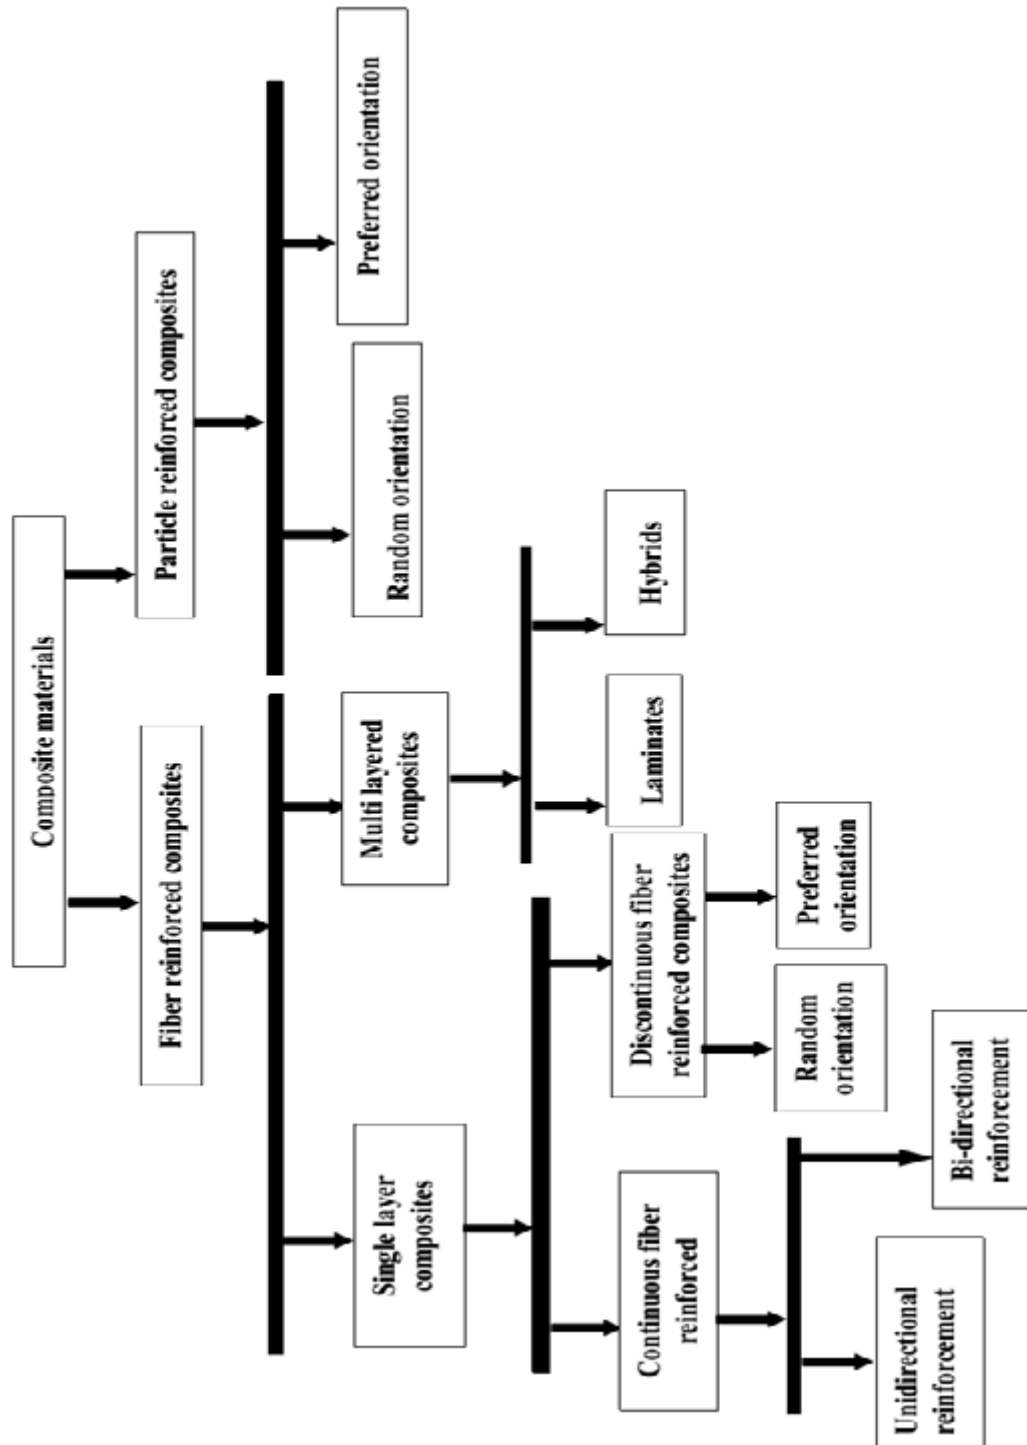 Composite materials
Fiber reinforced composites
Particle reinforced composites
Single layer
composites
Multi layered
composites
Random orientation
Preferred orientation
Continuous fiber
reinforced
Discontinuous fiber
reinforced composites
Laminates
Hybrids
Unidirectional
reinforcement
Bi-directional
reinforcement
Random
orientation
Preferred
orientation